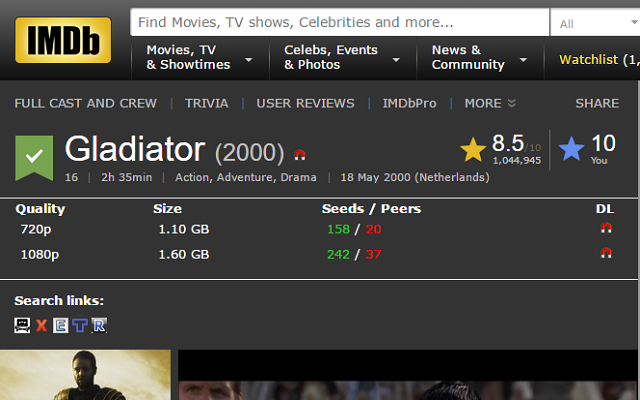 IMDb
Find Movies, TV shows, Celebrities and more...
All
Movies, TV
& Showtimes
Celebs, Events
& Photos
News &
Community
Watchlist (1,
FULL CAST AND CREW | TRIVIA | USER REVIEWS | IMDbPro | MORE
SHARE
Gladiator (2000)
8.5/10
1,044,945
10
You
16 | 2h 35min | Action, Adventure, Drama | 18 May 2000 (Netherlands)
Quality Size Seeds / Peers DL
720p 1.10 GB 158 / 20
1080p 1.60 GB 242 / 37
Search links:
X E T R